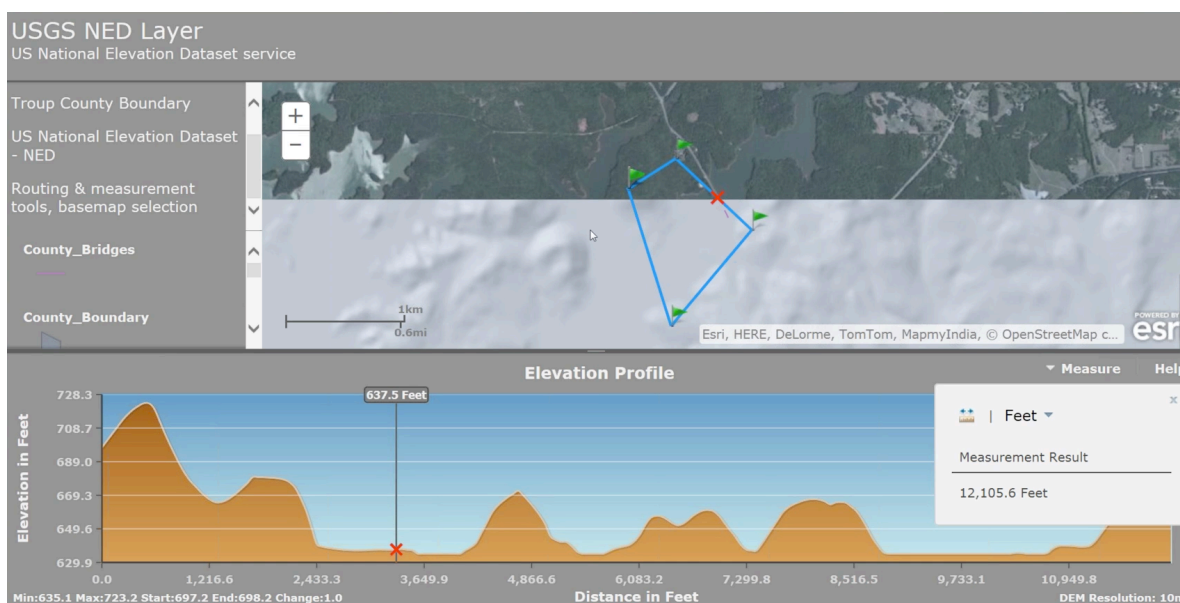 USGS NED Layer
US National Elevation Dataset service
Troup County Boundary
US National Elevation Dataset
- NED
Routing & measurement
tools, basemap selection
County_Bridges
County_Boundary
+
−
1km
0.6mi
Esri, HERE, DeLorme, TomTom, MapmyIndia, © OpenStreetMap c...
POWERED BY
esri
Elevation Profile
Measure
Help
637.5 Feet
| Feet
x
Measurement Result
12,105.6 Feet
Elevation in Feet
728.3
708.7
689.0
669.3
649.6
629.9
0.0 1,216.6 2,433.3 3,649.9 4,866.6 6,083.2 7,299.8 8,516.5 9,733.1 10,949.8
Min:635.1 Max:723.2 Start:697.2 End:698.2 Change:1.0
Distance in Feet
DEM Resolution: 10m